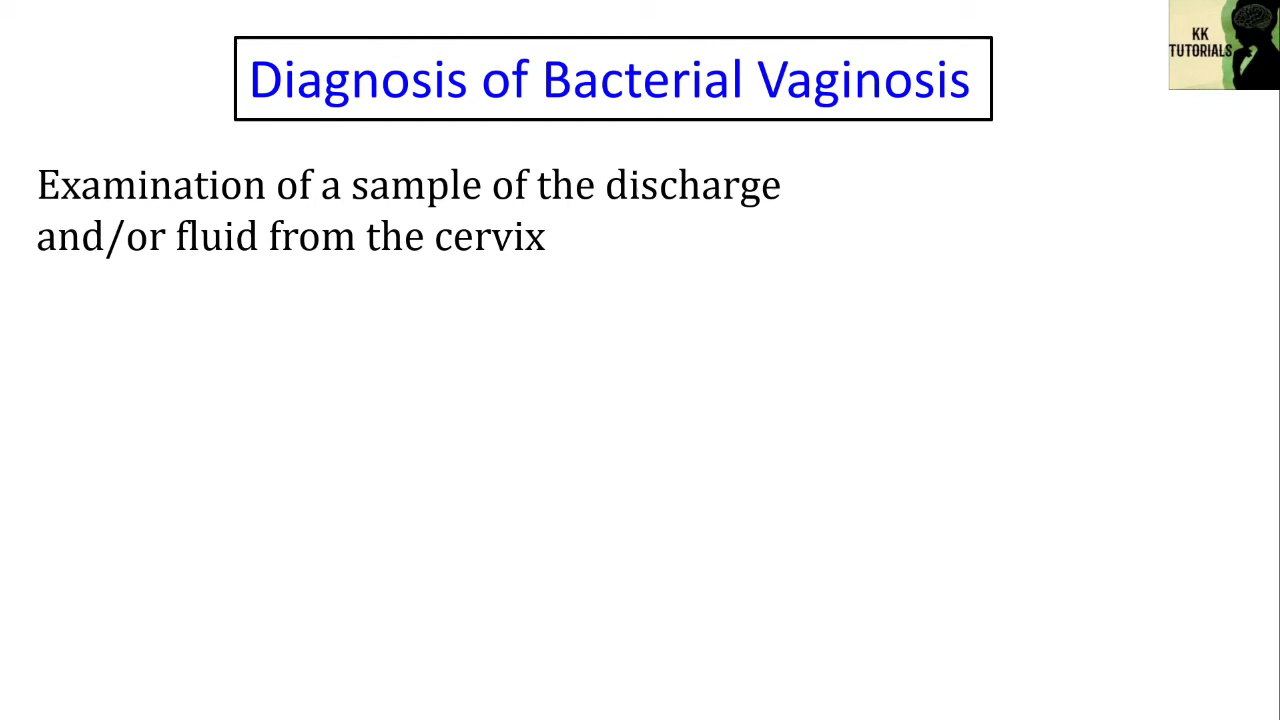 KK
TUTORIALS
Diagnosis of Bacterial Vaginosis
Examination of a sample of the discharge
and/or fluid from the cervix